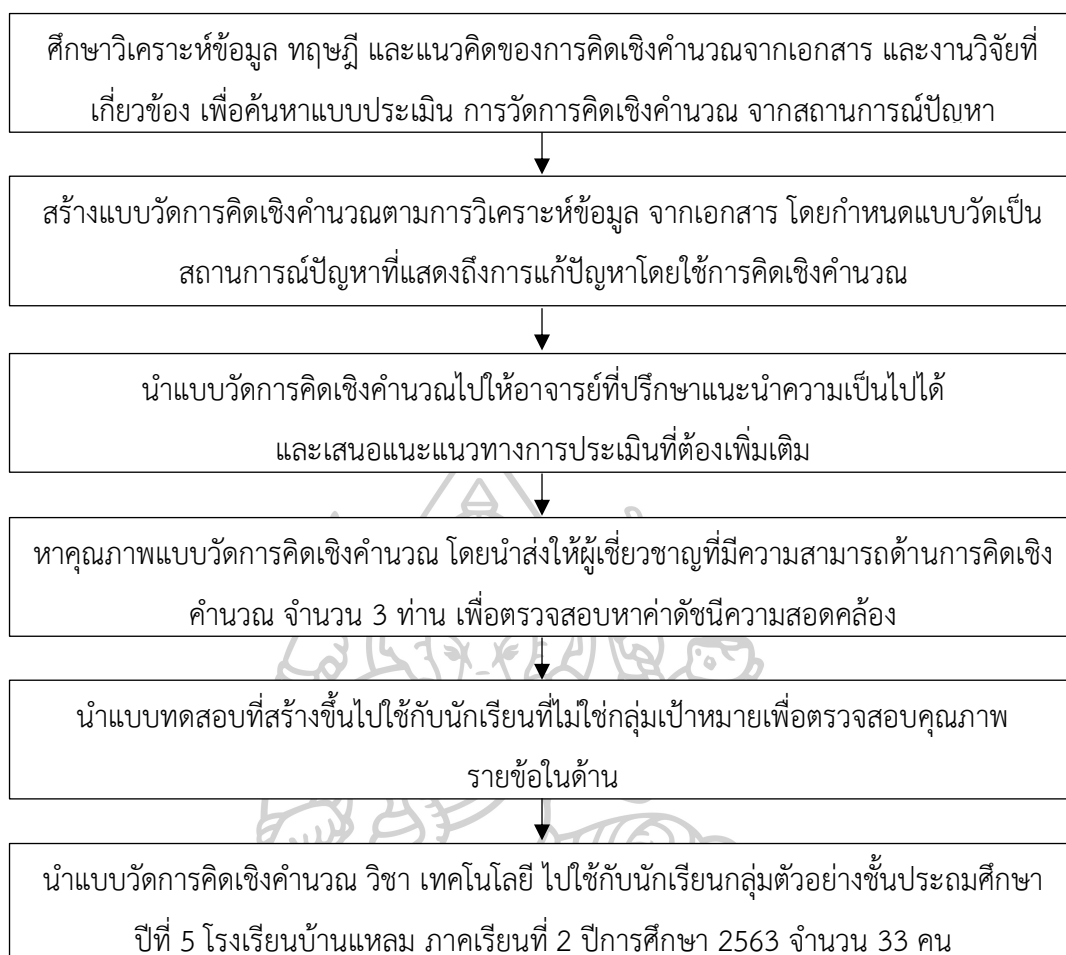 ศึกษาวิเคราะห์ข้อมูล ทฤษฎี และแนวคิดของการคิดเชิงคำนวณจากเอกสาร และงานวิจัยที่
เกี่ยวข้อง เพื่อค้นหาแบบประเมิน การวัดการคิดเชิงคำนวณ จากสถานการณ์ปัญหา
สร้างแบบวัดการคิดเชิงคำนวณตามการวิเคราะห์ข้อมูล จากเอกสาร โดยกำหนดแบบวัดเป็น
สถานการณ์ปัญหาที่แสดงถึงการแก้ปัญหาโดยใช้การคิดเชิงคำนวณ
นำแบบวัดการคิดเชิงคำนวณไปให้อาจารย์ที่ปรึกษาแนะนำความเป็นไปได้
และเสนอแนะแนวทางการประเมินที่ต้องเพิ่มเติม
หาคุณภาพแบบวัดการคิดเชิงคำนวณ โดยนำส่งให้ผู้เชี่ยวชาญที่มีความสามารถด้านการคิดเชิง
คำนวณ จำนวน 3 ท่าน เพื่อตรวจสอบหาค่าดัชนีความสอดคล้อง
นำแบบทดสอบที่สร้างขึ้นไปใช้กับนักเรียนที่ไม่ใช่กลุ่มเป้าหมายเพื่อตรวจสอบคุณภาพ
รายข้อในด้าน
นำแบบวัดการคิดเชิงคำนวณ วิชา เทคโนโลยี ไปใช้กับนักเรียนกลุ่มตัวอย่างชั้นประถมศึกษา
ปีที่ 5 โรงเรียนบ้านแหลม ภาคเรียนที่ 2 ปีการศึกษา 2563 จำนวน 33 คน